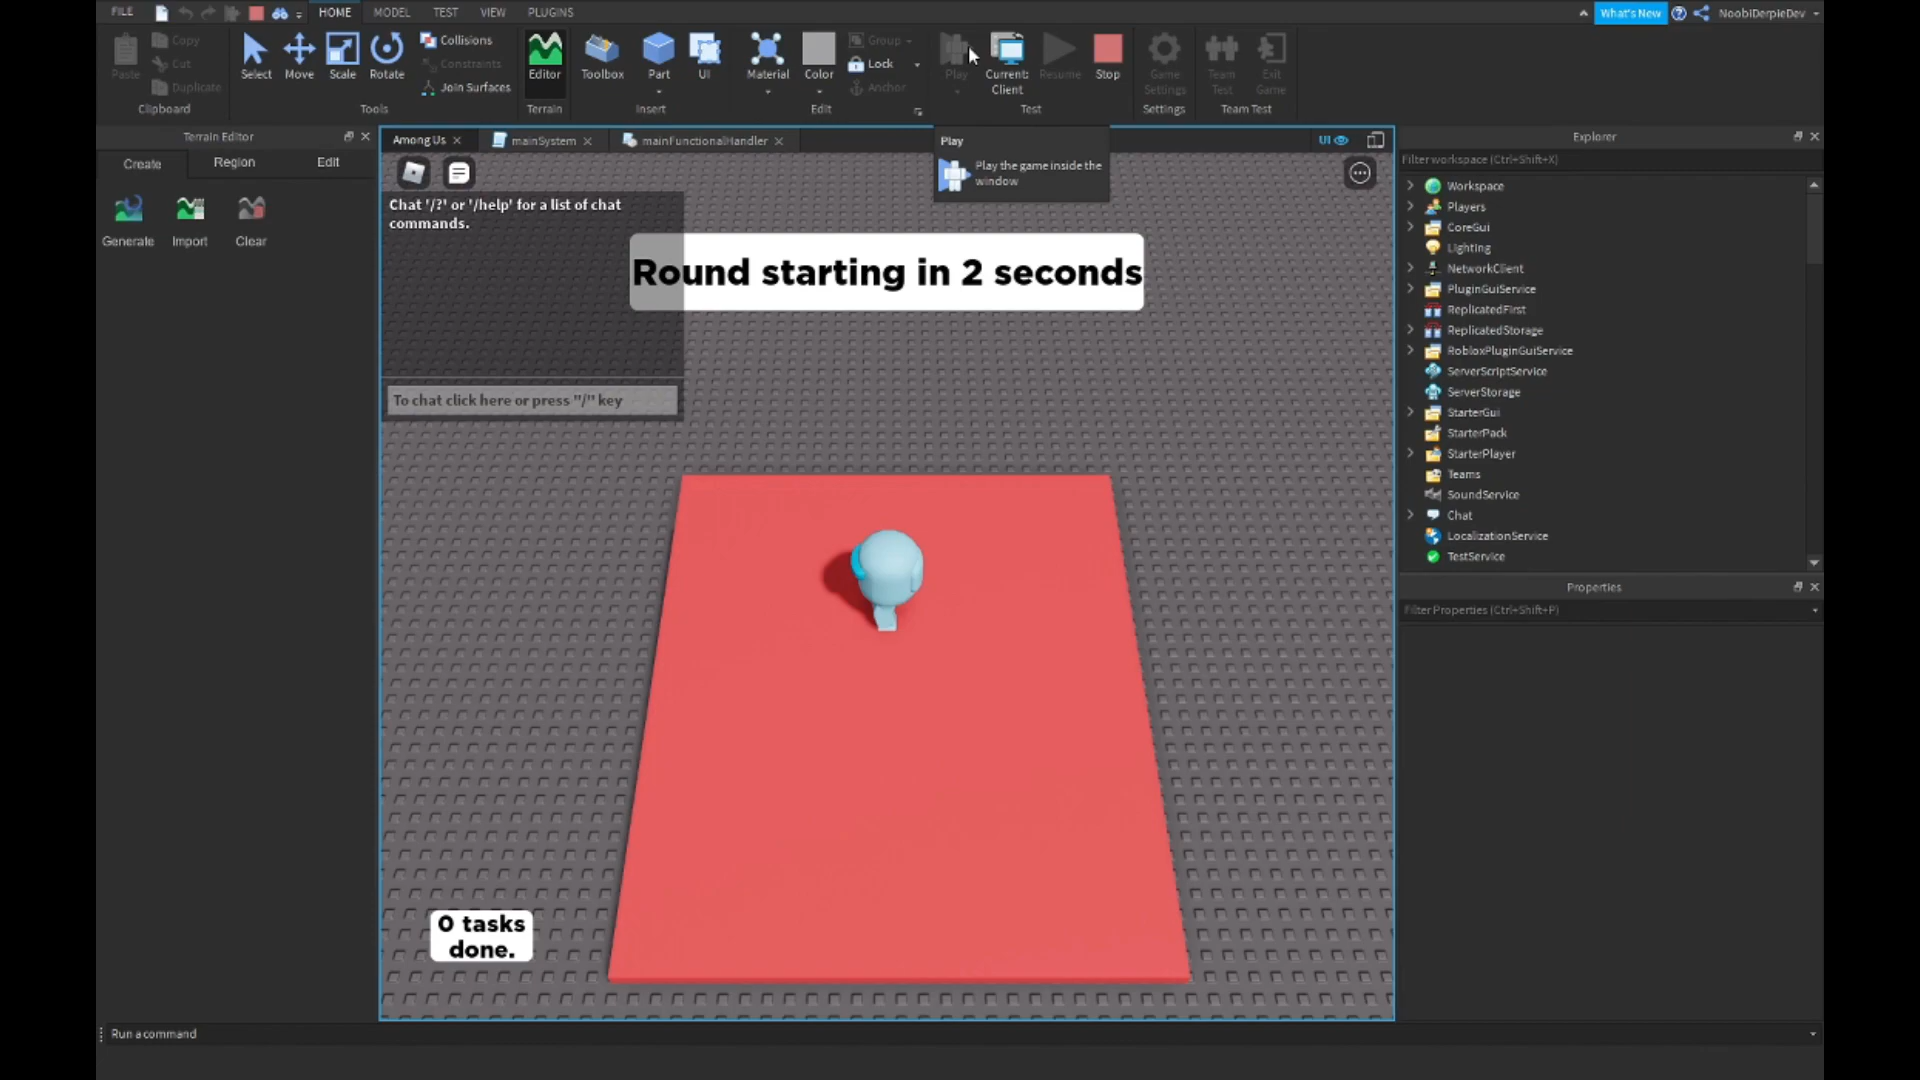 FILE
HOME
MODEL
TEST
VIEW
PLUGINS
What's New
NoobiDerpieDev
Paste
Copy
Cut
Duplicate
Clipboard
Select
Move
Scale
Rotate
Collisions
Constraints
Join Surfaces
Tools
Editor
Terrain
Toolbox
Part
UI
Insert
Material
Color
Group
Lock
Anchor
Edit
Play
Current:
Client
Resume
Stop
Test
Game
Settings
Settings
Team
Test
Exit
Game
Team Test
Terrain Editor
Create
Region
Edit
Generate
Import
Clear
Among Us
mainSystem
mainFunctionalHandler
UI
Play
Play the game inside the
window
Chat '/?' or '/help' for a list of chat
commands.
Round starting in 2 seconds
To chat click here or press "/" key
0 tasks
done.
Explorer
Filter workspace (Ctrl+Shift+X)
Workspace
Players
CoreGui
Lighting
NetworkClient
PluginGuiService
ReplicatedFirst
ReplicatedStorage
RobloxPluginGuiService
ServerScriptService
ServerStorage
StarterGui
StarterPack
StarterPlayer
Teams
SoundService
Chat
LocalizationService
TestService
Properties
Filter Properties (Ctrl+Shift+P)
Run a command